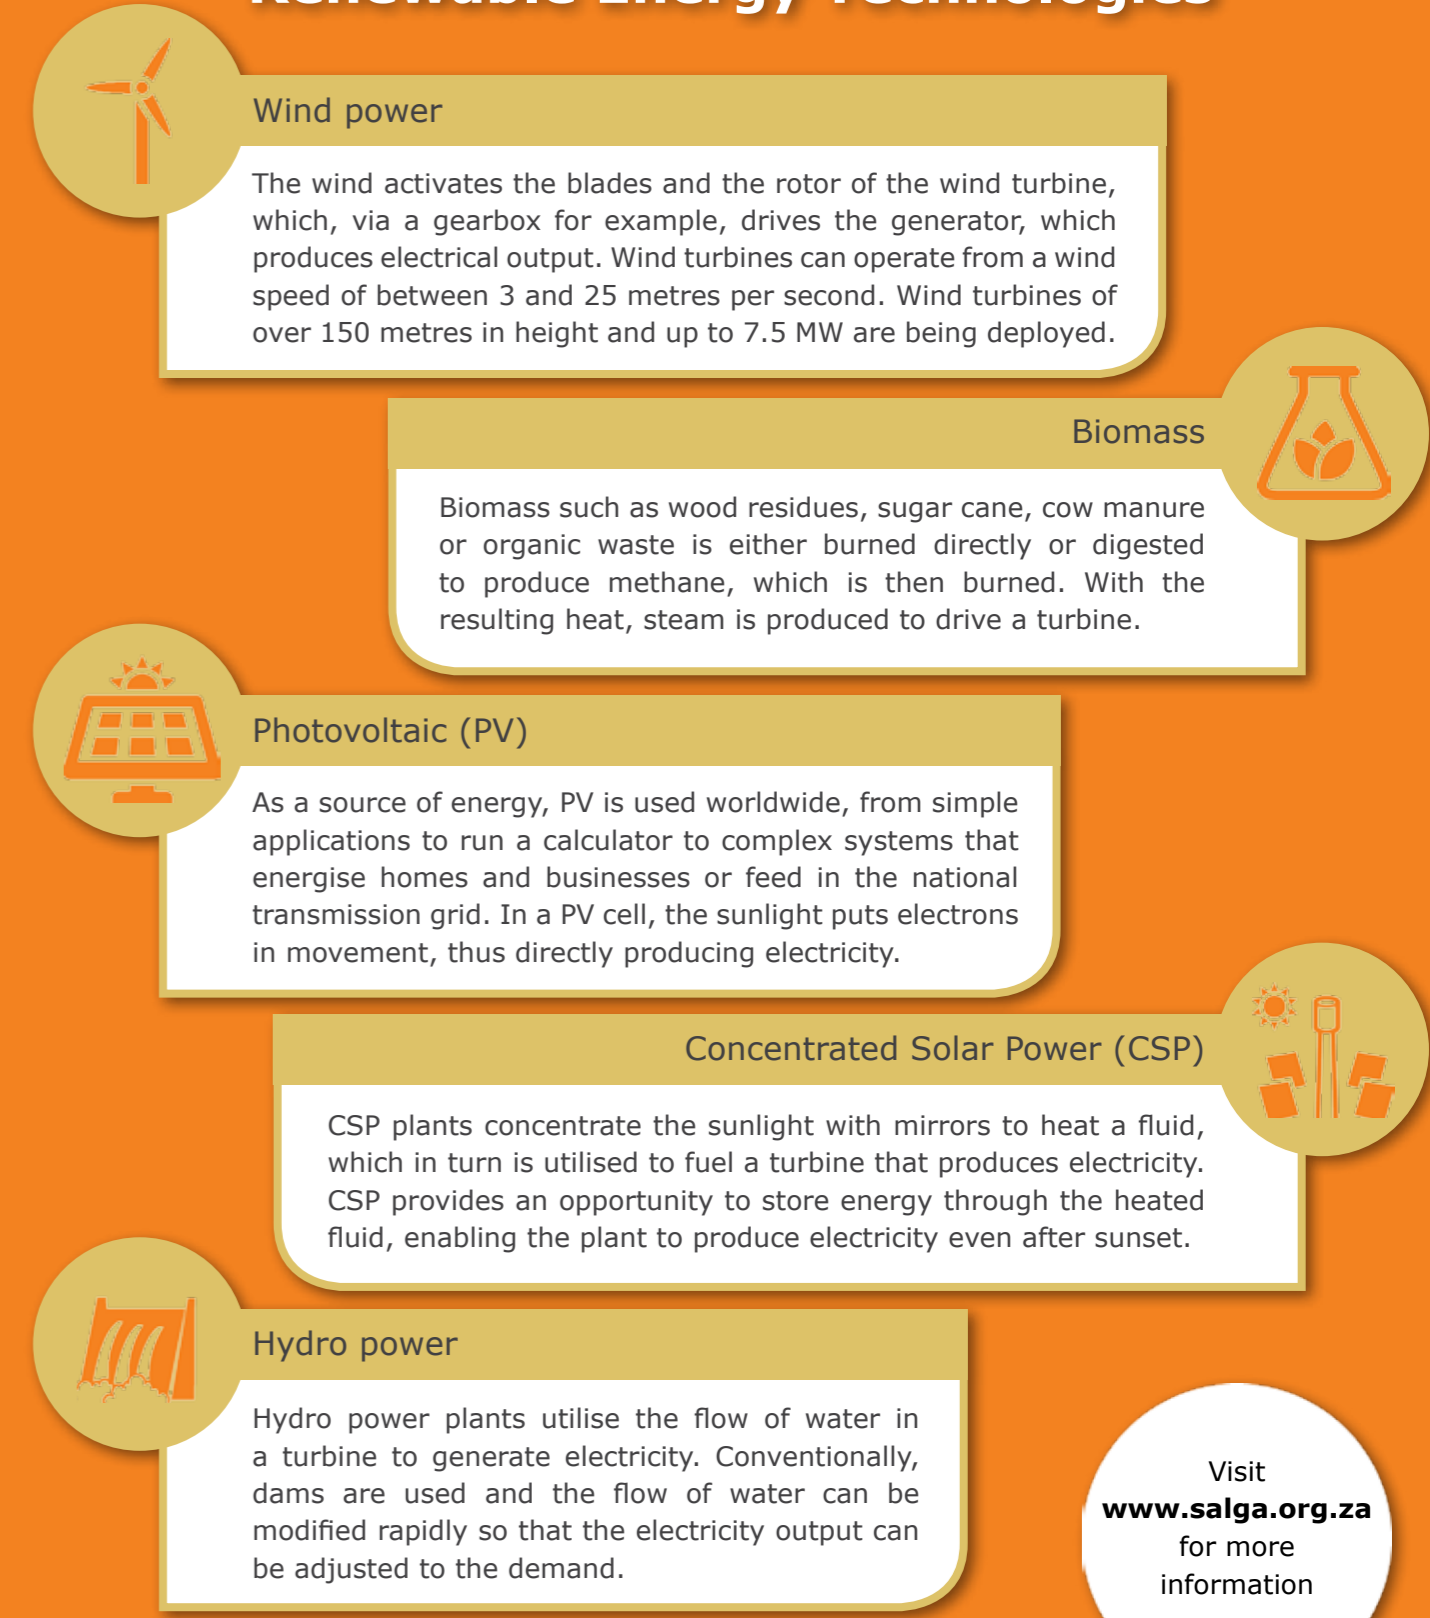 Renewable Energy Technologies
Wind power
The wind activates the blades and the rotor of the wind turbine,
which, via a gearbox for example, drives the generator, which
produces electrical output. Wind turbines can operate from a wind
speed of between 3 and 25 metres per second. Wind turbines of
over 150 metres in height and up to 7.5 MW are being deployed.
Biomass
Biomass such as wood residues, sugar cane, cow manure
or organic waste is either burned directly or digested
to produce methane, which is then burned. With the
resulting heat, steam is produced to drive a turbine.
Photovoltaic (PV)
As a source of energy, PV is used worldwide, from simple
applications to run a calculator to complex systems that
energise homes and businesses or feed in the national
transmission grid. In a PV cell, the sunlight puts electrons
in movement, thus directly producing electricity.
Concentrated Solar Power (CSP)
CSP plants concentrate the sunlight with mirrors to heat a fluid,
which in turn is utilised to fuel a turbine that produces electricity.
CSP provides an opportunity to store energy through the heated
fluid, enabling the plant to produce electricity even after sunset.
Hydro power
Hydro power plants utilise the flow of water in
a turbine to generate electricity. Conventionally,
dams are used and the flow of water can be
modified rapidly so that the electricity output can
be adjusted to the demand.
Visit
www.salga.org.za
for more
information